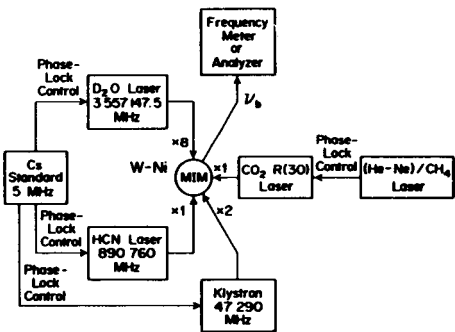 Frequency
Meter
or
Analyzer
Phase-
Lock
Control
D₂O Laser
3 557 147.5
MHz
νb
×8
W-Ni
MIM
×1
CO₂ R(30)
Laser
Phase-
Lock
Control
(He-Ne)/CH₄
Laser
Cs
Standard
5 MHz
Phase-
Lock
Control
HCN Laser
890 760
MHz
×1
×2
Phase-
Lock
Control
Klystron
47 290
MHz